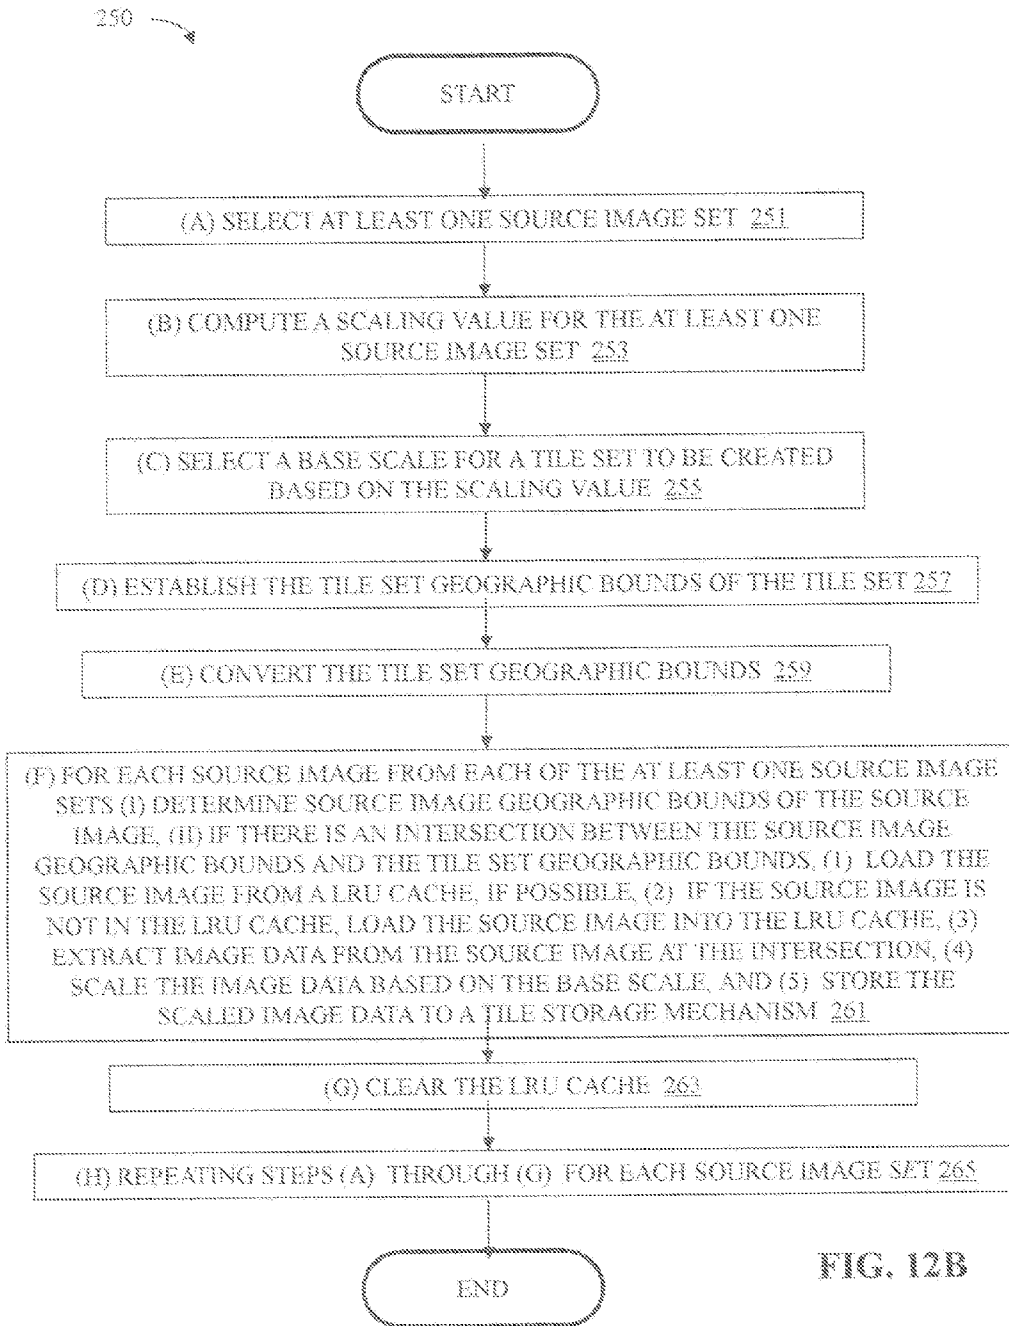 250
START
(A) SELECT AT LEAST ONE SOURCE IMAGE SET 251
(B) COMPUTE A SCALING VALUE FOR THE AT LEAST ONE
SOURCE IMAGE SET 253
(C) SELECT A BASE SCALE FOR A TILE SET TO BE CREATED
BASED ON THE SCALING VALUE 255
(D) ESTABLISH THE TILE SET GEOGRAPHIC BOUNDS OF THE TILE SET 257
(E) CONVERT THE TILE SET GEOGRAPHIC BOUNDS 259
(F) FOR EACH SOURCE IMAGE FROM EACH OF THE AT LEAST ONE SOURCE IMAGE
SETS (I) DETERMINE SOURCE IMAGE GEOGRAPHIC BOUNDS OF THE SOURCE
IMAGE, (II) IF THERE IS AN INTERSECTION BETWEEN THE SOURCE IMAGE
GEOGRAPHIC BOUNDS AND THE TILE SET GEOGRAPHIC BOUNDS, (1) LOAD THE
SOURCE IMAGE FROM A LRU CACHE, IF POSSIBLE, (2) IF THE SOURCE IMAGE IS
NOT IN THE LRU CACHE, LOAD THE SOURCE IMAGE INTO THE LRU CACHE, (3)
EXTRACT IMAGE DATA FROM THE SOURCE IMAGE AT THE INTERSECTION, (4)
SCALE THE IMAGE DATA BASED ON THE BASE SCALE, AND (5) STORE THE
SCALED IMAGE DATA TO A TILE STORAGE MECHANISM 261
(G) CLEAR THE LRU CACHE 263
(H) REPEATING STEPS (A) THROUGH (G) FOR EACH SOURCE IMAGE SET 265
END
FIG. 12B